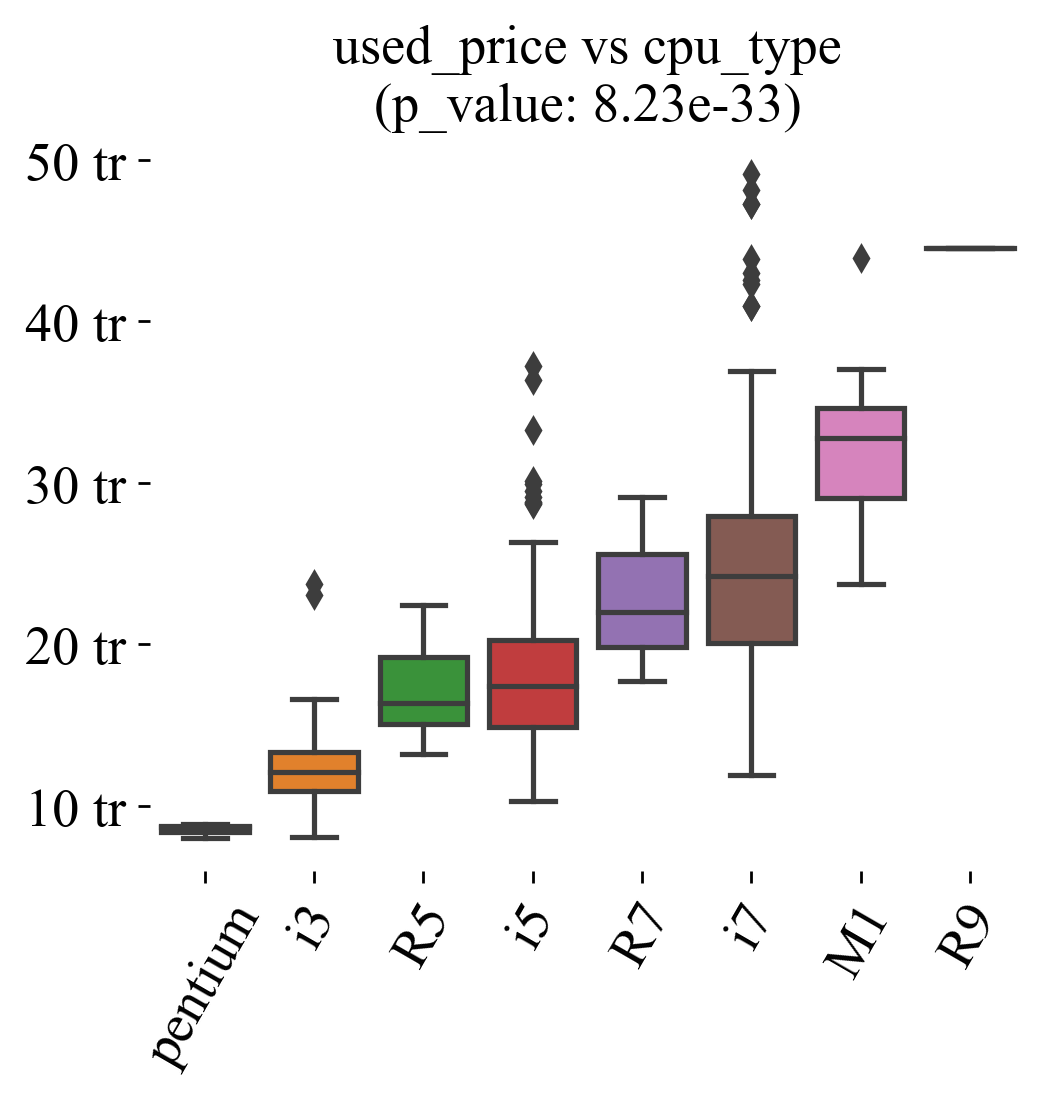 used_price vs cpu_type
(p_value: 8.23e-33)
50 tr
40 tr
30 tr
20 tr
10 tr
pentium
i3
R5
i5
R7
i7
M1
R9